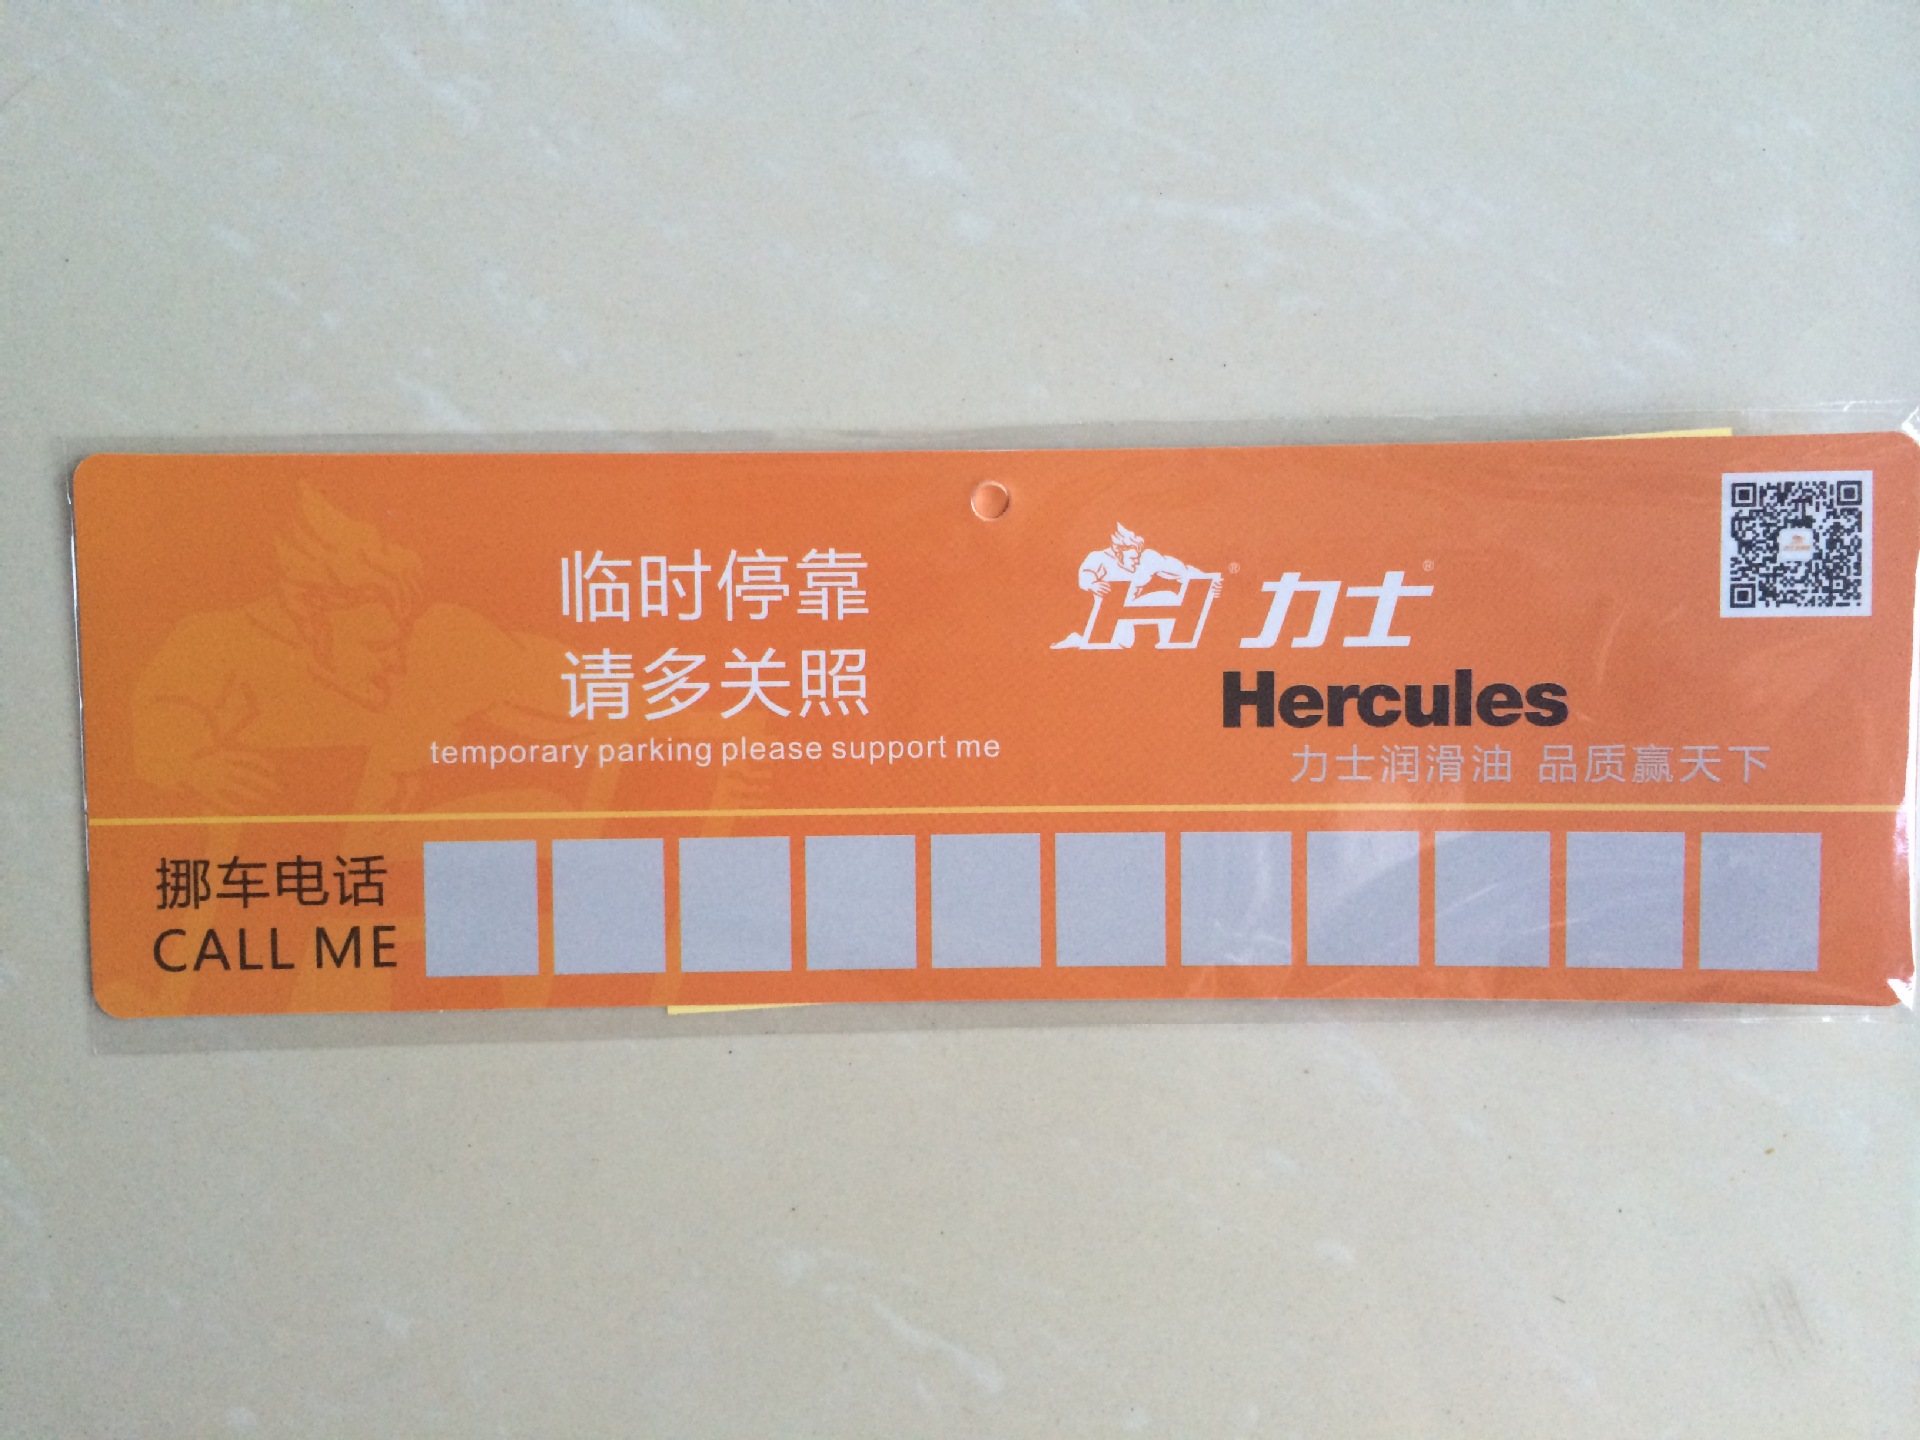 临时停靠
请多关照
temporary parking please support me
H® 力士®
Hercules
力士润滑油 品质赢天下
挪车电话
CALL ME